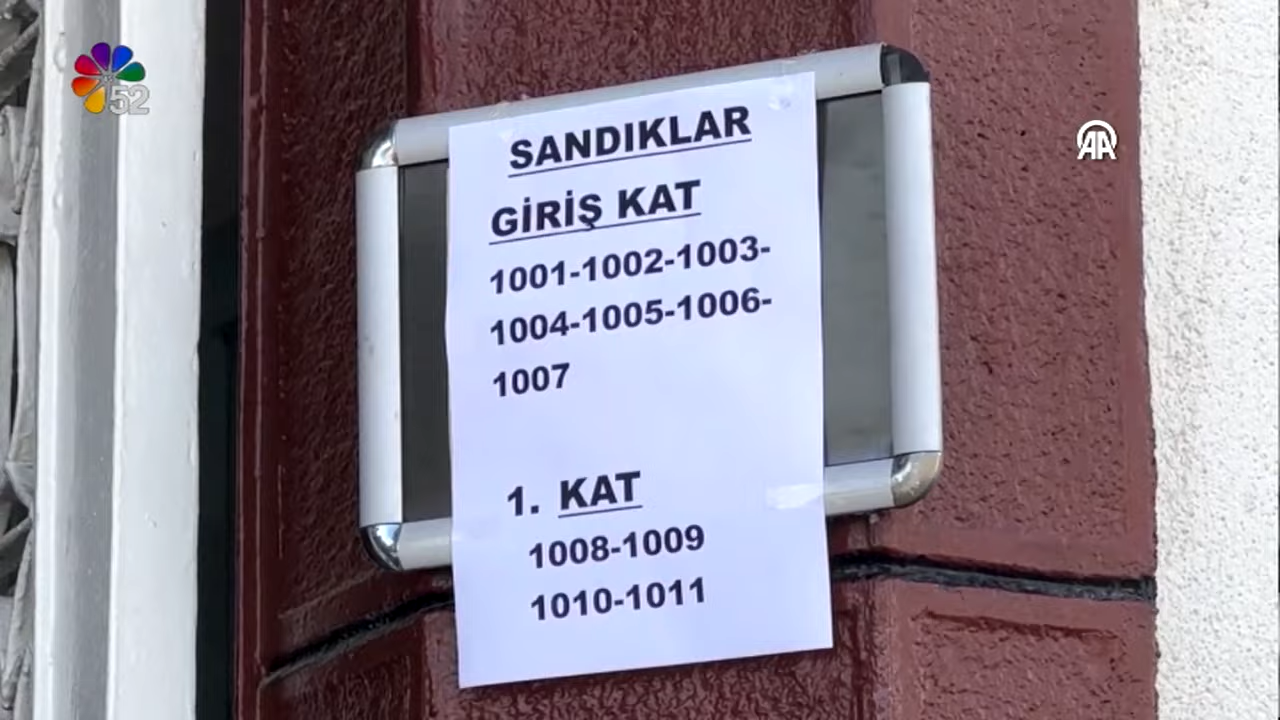 52
AA
SANDIKLAR
GİRİŞ KAT
1001-1002-1003-
1004-1005-1006-
1007
1. KAT
1008-1009
1010-1011